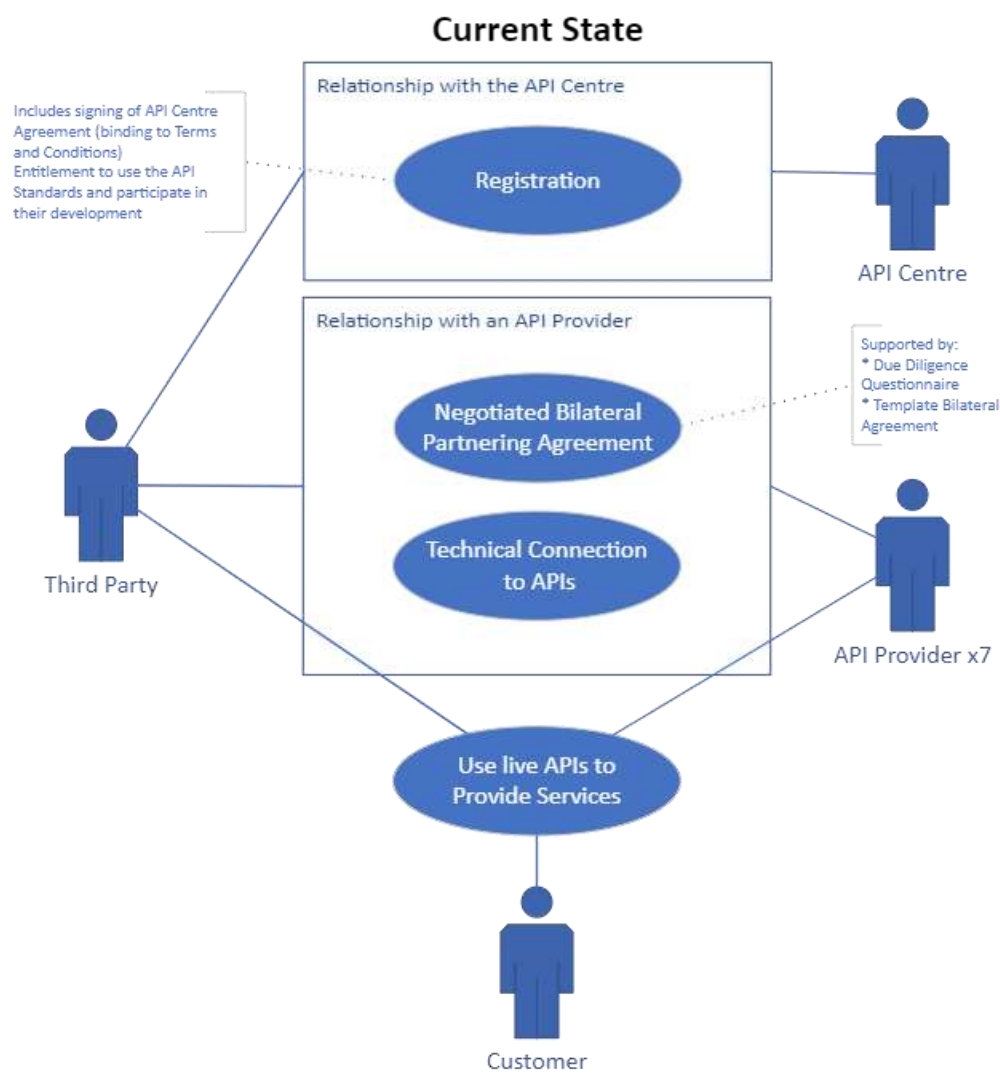 Current State
Relationship with the API Centre
Includes signing of API Centre
Agreement (binding to Terms
and Conditions)
Entitlement to use the API
Standards and participate in
their development
Registration
API Centre
Relationship with an API Provider
Supported by:
* Due Diligence
Questionnaire
* Template Bilateral
Agreement
Negotiated Bilateral
Partnering Agreement
Technical Connection
to APIs
Third Party
API Provider x7
Use live APIs to
Provide Services
Customer